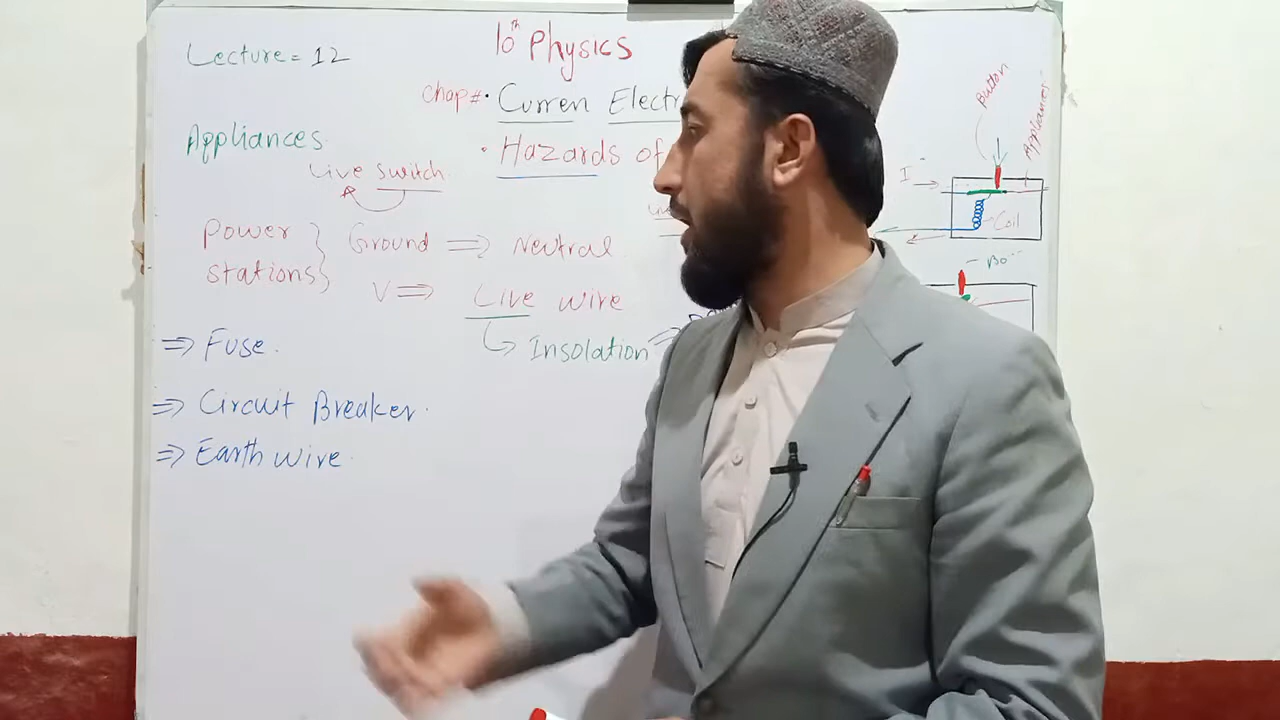 Lecture = 12
10th Physics
Chap #• Curren Electr
Appliances
• Hazards of
Live Switch
Power
stations}
Ground ⇒ Neutral
V ⇒ Live wire
↳ Insolation ⇒
⇒ Fuse.
⇒ Circuit Breaker.
⇒ Earth wire.
Button
Appliances
I →
Coil